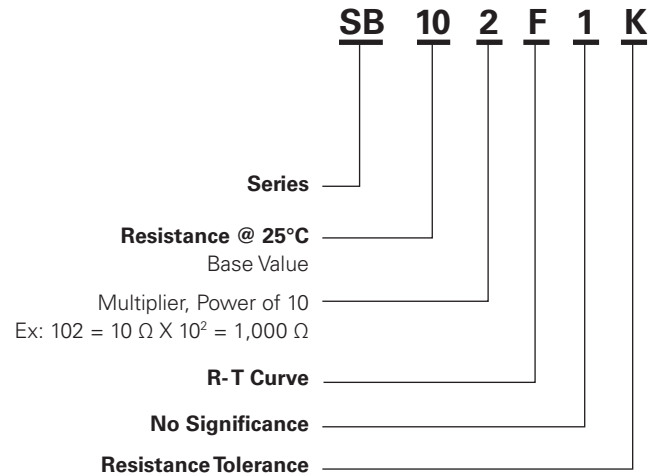 SB 10 2 F 1 K
Series
Resistance @ 25°C
Base Value
Multiplier, Power of 10
Ex: 102 = 10 Ω X 10² = 1,000 Ω
R-T Curve
No Significance
Resistance Tolerance